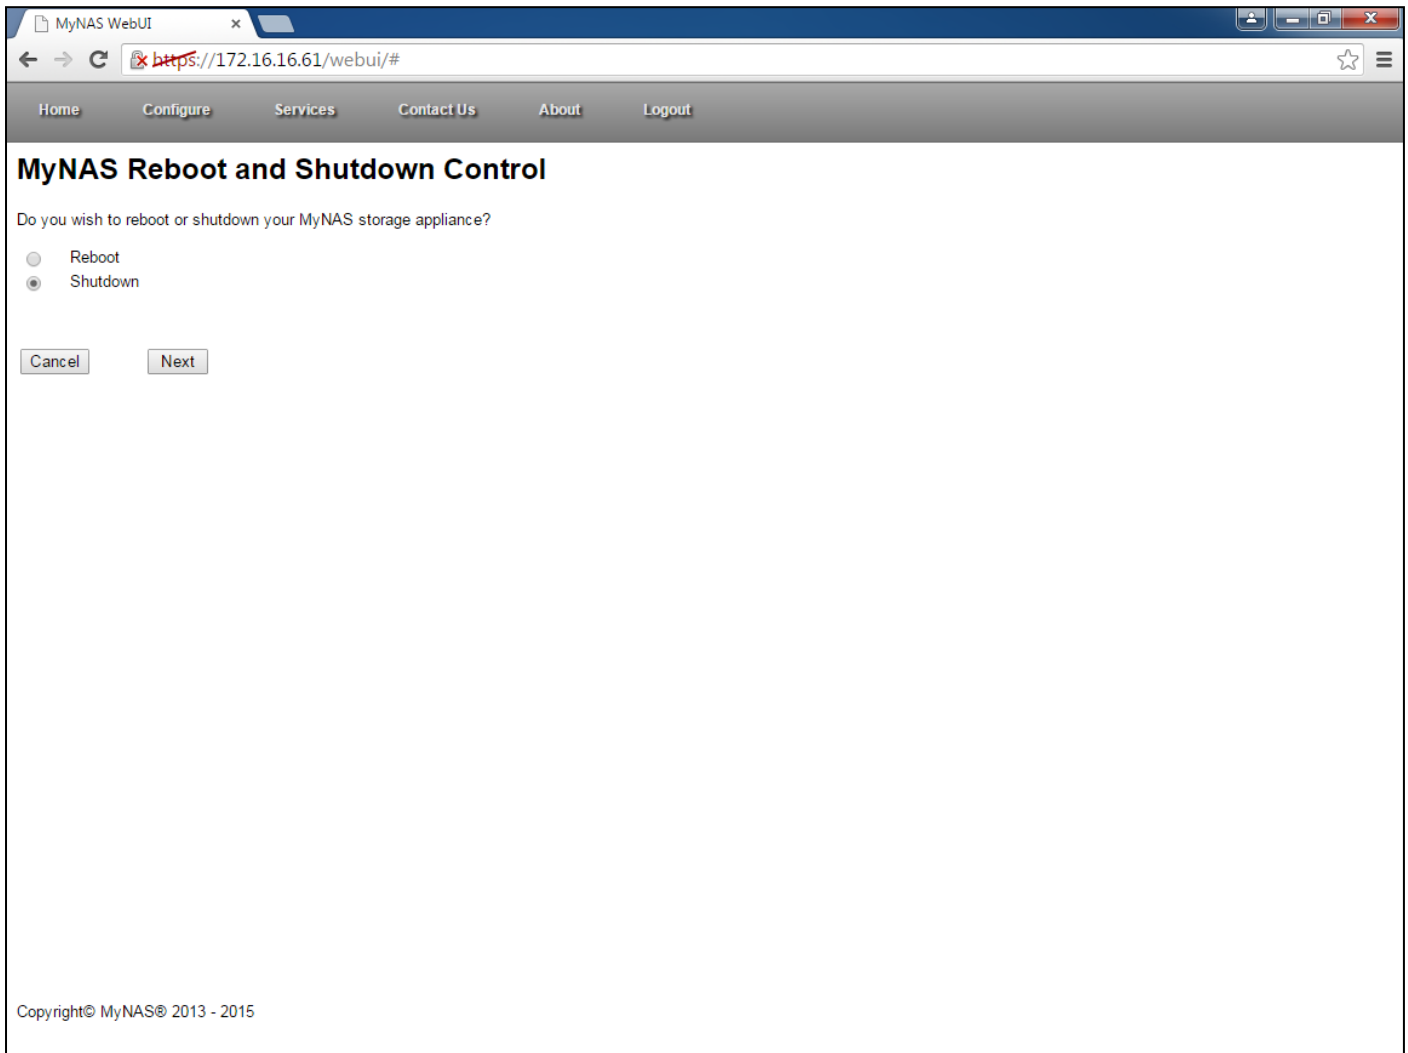 MyNAS WebUI
https://172.16.16.61/webui/#
Home Configure Services Contact Us About Logout
MyNAS Reboot and Shutdown Control
Do you wish to reboot or shutdown your MyNAS storage appliance?
Reboot
Shutdown
Cancel Next
Copyright© MyNAS® 2013 - 2015